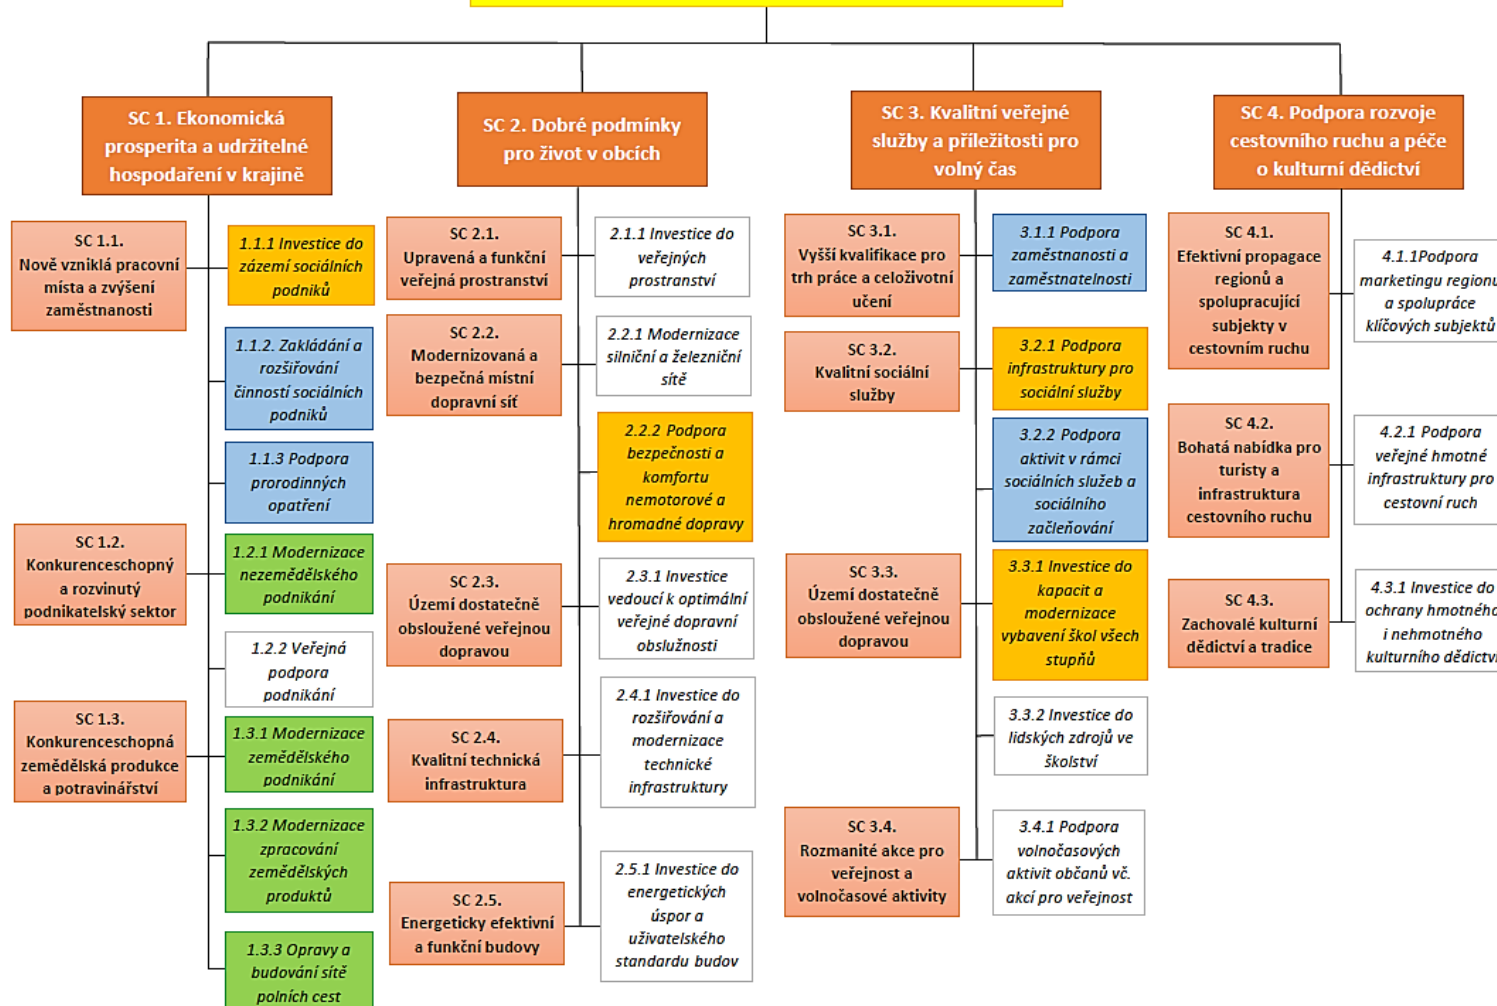 SC 1. Ekonomická
prosperita a udržitelné
hospodaření v krajině
SC 1.1.
Nově vzniklá pracovní
místa a zvýšení
zaměstnanosti
1.1.1 Investice do
zázemí sociálních
podniků
1.1.2. Zakládání a
rozšiřování
činností sociálních
podniků
1.1.3 Podpora
prorodinných
opatření
SC 1.2.
Konkurenceschopný
a rozvinutý
podnikatelský sektor
1.2.1 Modernizace
nezemědělského
podnikání
1.2.2 Veřejná
podpora
podnikání
SC 1.3.
Konkurenceschopná
zemědělská produkce
a potravinářství
1.3.1 Modernizace
zemědělského
podnikání
1.3.2 Modernizace
zpracování
zemědělských
produktů
1.3.3 Opravy a
budování sítě
polních cest
SC 2. Dobré podmínky
pro život v obcích
SC 2.1.
Upravená a funkční
veřejná prostranství
2.1.1 Investice do
veřejných
prostranství
SC 2.2.
Modernizovaná a
bezpečná místní
dopravní síť
2.2.1 Modernizace
silniční a železniční
sítě
2.2.2 Podpora
bezpečnosti a
komfortu
nemotorové a
hromadné dopravy
SC 2.3.
Území dostatečně
obsloužené veřejnou
dopravou
2.3.1 Investice
vedoucí k optimální
veřejné dopravní
obslužnosti
SC 2.4.
Kvalitní technická
infrastruktura
2.4.1 Investice do
rozšiřování a
modernizace
technické
infrastruktury
SC 2.5.
Energeticky efektivní
a funkční budovy
2.5.1 Investice do
energetických
úspor a
uživatelského
standardu budov
SC 3. Kvalitní veřejné
služby a příležitosti pro
volný čas
SC 3.1.
Vyšší kvalifikace pro
trh práce a celoživotní
učení
3.1.1 Podpora
zaměstnanosti a
zaměstnatelnosti
SC 3.2.
Kvalitní sociální
služby
3.2.1 Podpora
infrastruktury pro
sociální služby
3.2.2 Podpora
aktivit v rámci
sociálních služeb a
sociálního
začleňování
SC 3.3.
Území dostatečně
obsloužené veřejnou
dopravou
3.3.1 Investice do
kapacit a
modernizace
vybavení škol všech
stupňů
3.3.2 Investice do
lidských zdrojů ve
školství
SC 3.4.
Rozmanité akce pro
veřejnost a
volnočasové aktivity
3.4.1 Podpora
volnočasových
aktivit občanů vč.
akcí pro veřejnost
SC 4. Podpora rozvoje
cestovního ruchu a péče
o kulturní dědictví
SC 4.1.
Efektivní propagace
regionů a
spolupracující
subjekty v
cestovním ruchu
4.1.1Podpora
marketingu regionu
a spolupráce
klíčových subjektů
SC 4.2.
Bohatá nabídka pro
turisty a
infrastruktura
cestovního ruchu
4.2.1 Podpora
veřejné hmotné
infrastruktury pro
cestovní ruch
SC 4.3.
Zachovalé kulturní
dědictví a tradice
4.3.1 Investice do
ochrany hmotného
i nehmotného
kulturního dědictví